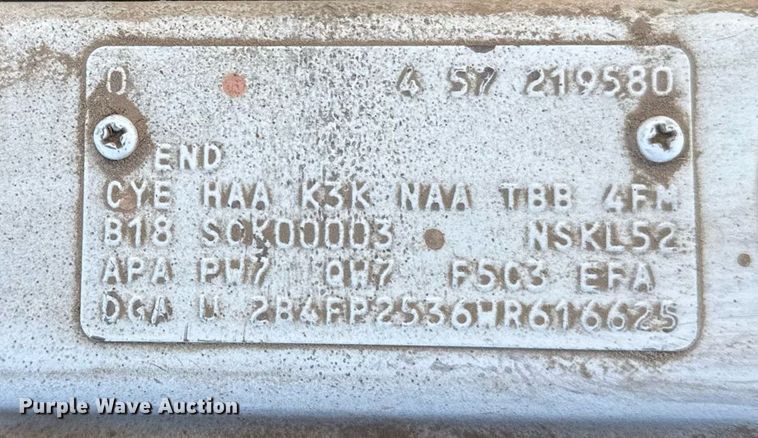 0 4 57 219580
END
CYE HAA K3K NAA TBB 4FM
B18 SCK00003 NSKL52
APA PW7 QW7 F5C3 EFA
DGA U 2B4FP2536WR616625
Purple Wave Auction